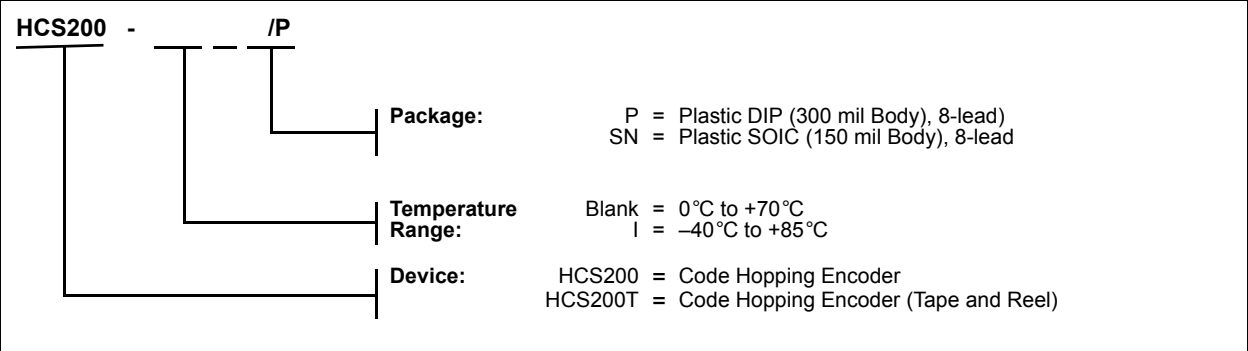 HCS200 - /P
Package: P = Plastic DIP (300 mil Body), 8-lead)
SN = Plastic SOIC (150 mil Body), 8-lead
Temperature Blank = 0°C to +70°C
Range: I = –40°C to +85°C
Device: HCS200 = Code Hopping Encoder
HCS200T = Code Hopping Encoder (Tape and Reel)